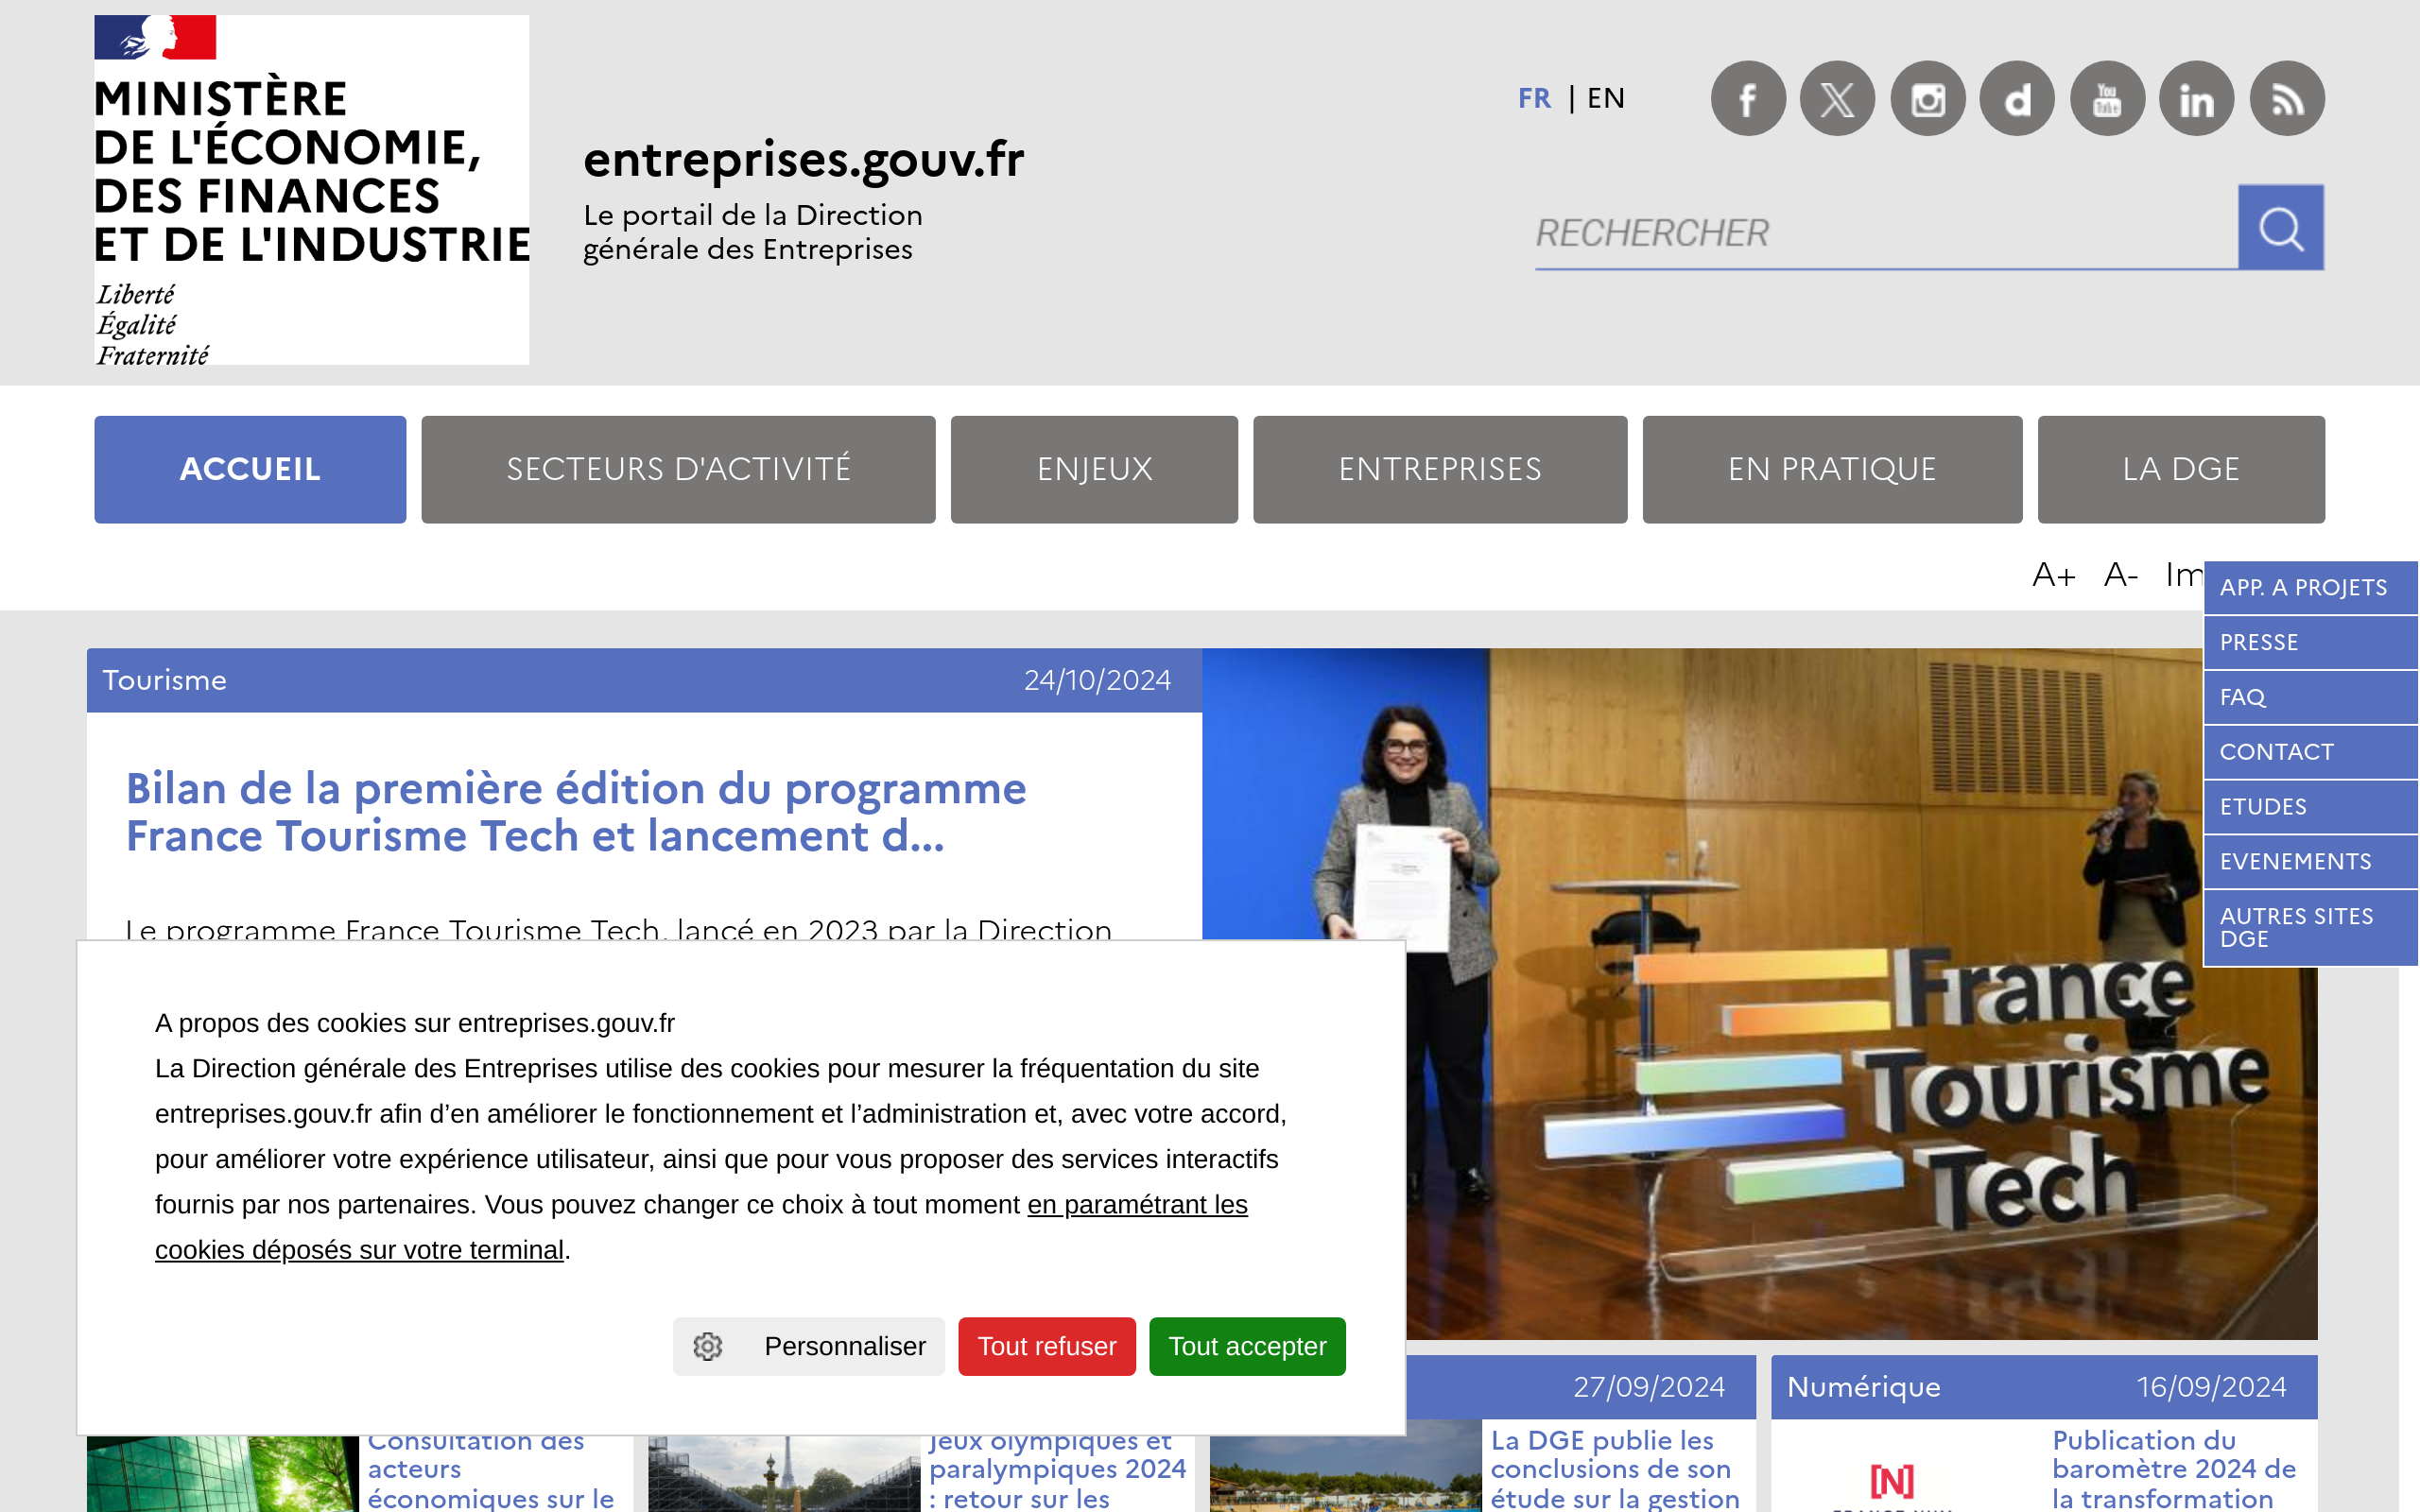 MINISTÈRE
DE L'ÉCONOMIE,
DES FINANCES
ET DE L'INDUSTRIE
Liberté
Égalité
Fraternité
entreprises.gouv.fr
Le portail de la Direction
générale des Entreprises
FR | EN
RECHERCHER
ACCUEIL
SECTEURS D'ACTIVITÉ
ENJEUX
ENTREPRISES
EN PRATIQUE
LA DGE
A+ A- Im
APP. A PROJETS
PRESSE
FAQ
CONTACT
ETUDES
EVENEMENTS
AUTRES SITES
DGE
Tourisme 24/10/2024
Bilan de la première édition du programme
France Tourisme Tech et lancement d...
Le programme France Tourisme Tech, lancé en 2023 par la Direction
France
Tourisme
Tech
A propos des cookies sur entreprises.gouv.fr
La Direction générale des Entreprises utilise des cookies pour mesurer la fréquentation du site
entreprises.gouv.fr afin d’en améliorer le fonctionnement et l’administration et, avec votre accord,
pour améliorer votre expérience utilisateur, ainsi que pour vous proposer des services interactifs
fournis par nos partenaires. Vous pouvez changer ce choix à tout moment en paramétrant les
cookies déposés sur votre terminal.
Personnaliser
Tout refuser
Tout accepter
Consultation des
acteurs
économiques sur le
Jeux olympiques et
paralympiques 2024
: retour sur les
27/09/2024
La DGE publie les
conclusions de son
étude sur la gestion
Numérique 16/09/2024
[N]
Publication du
baromètre 2024 de
la transformation